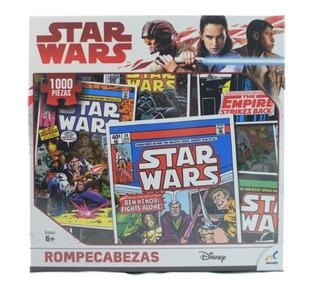 STAR
WARS
1000
PIEZAS
STAR
WARS
THE
EMPIRE
STRIKES BACK
STAR
WARS
BEN KENOBI
FIGHTS ALONE!
Edad:
6+
ROMPECABEZAS
Disney